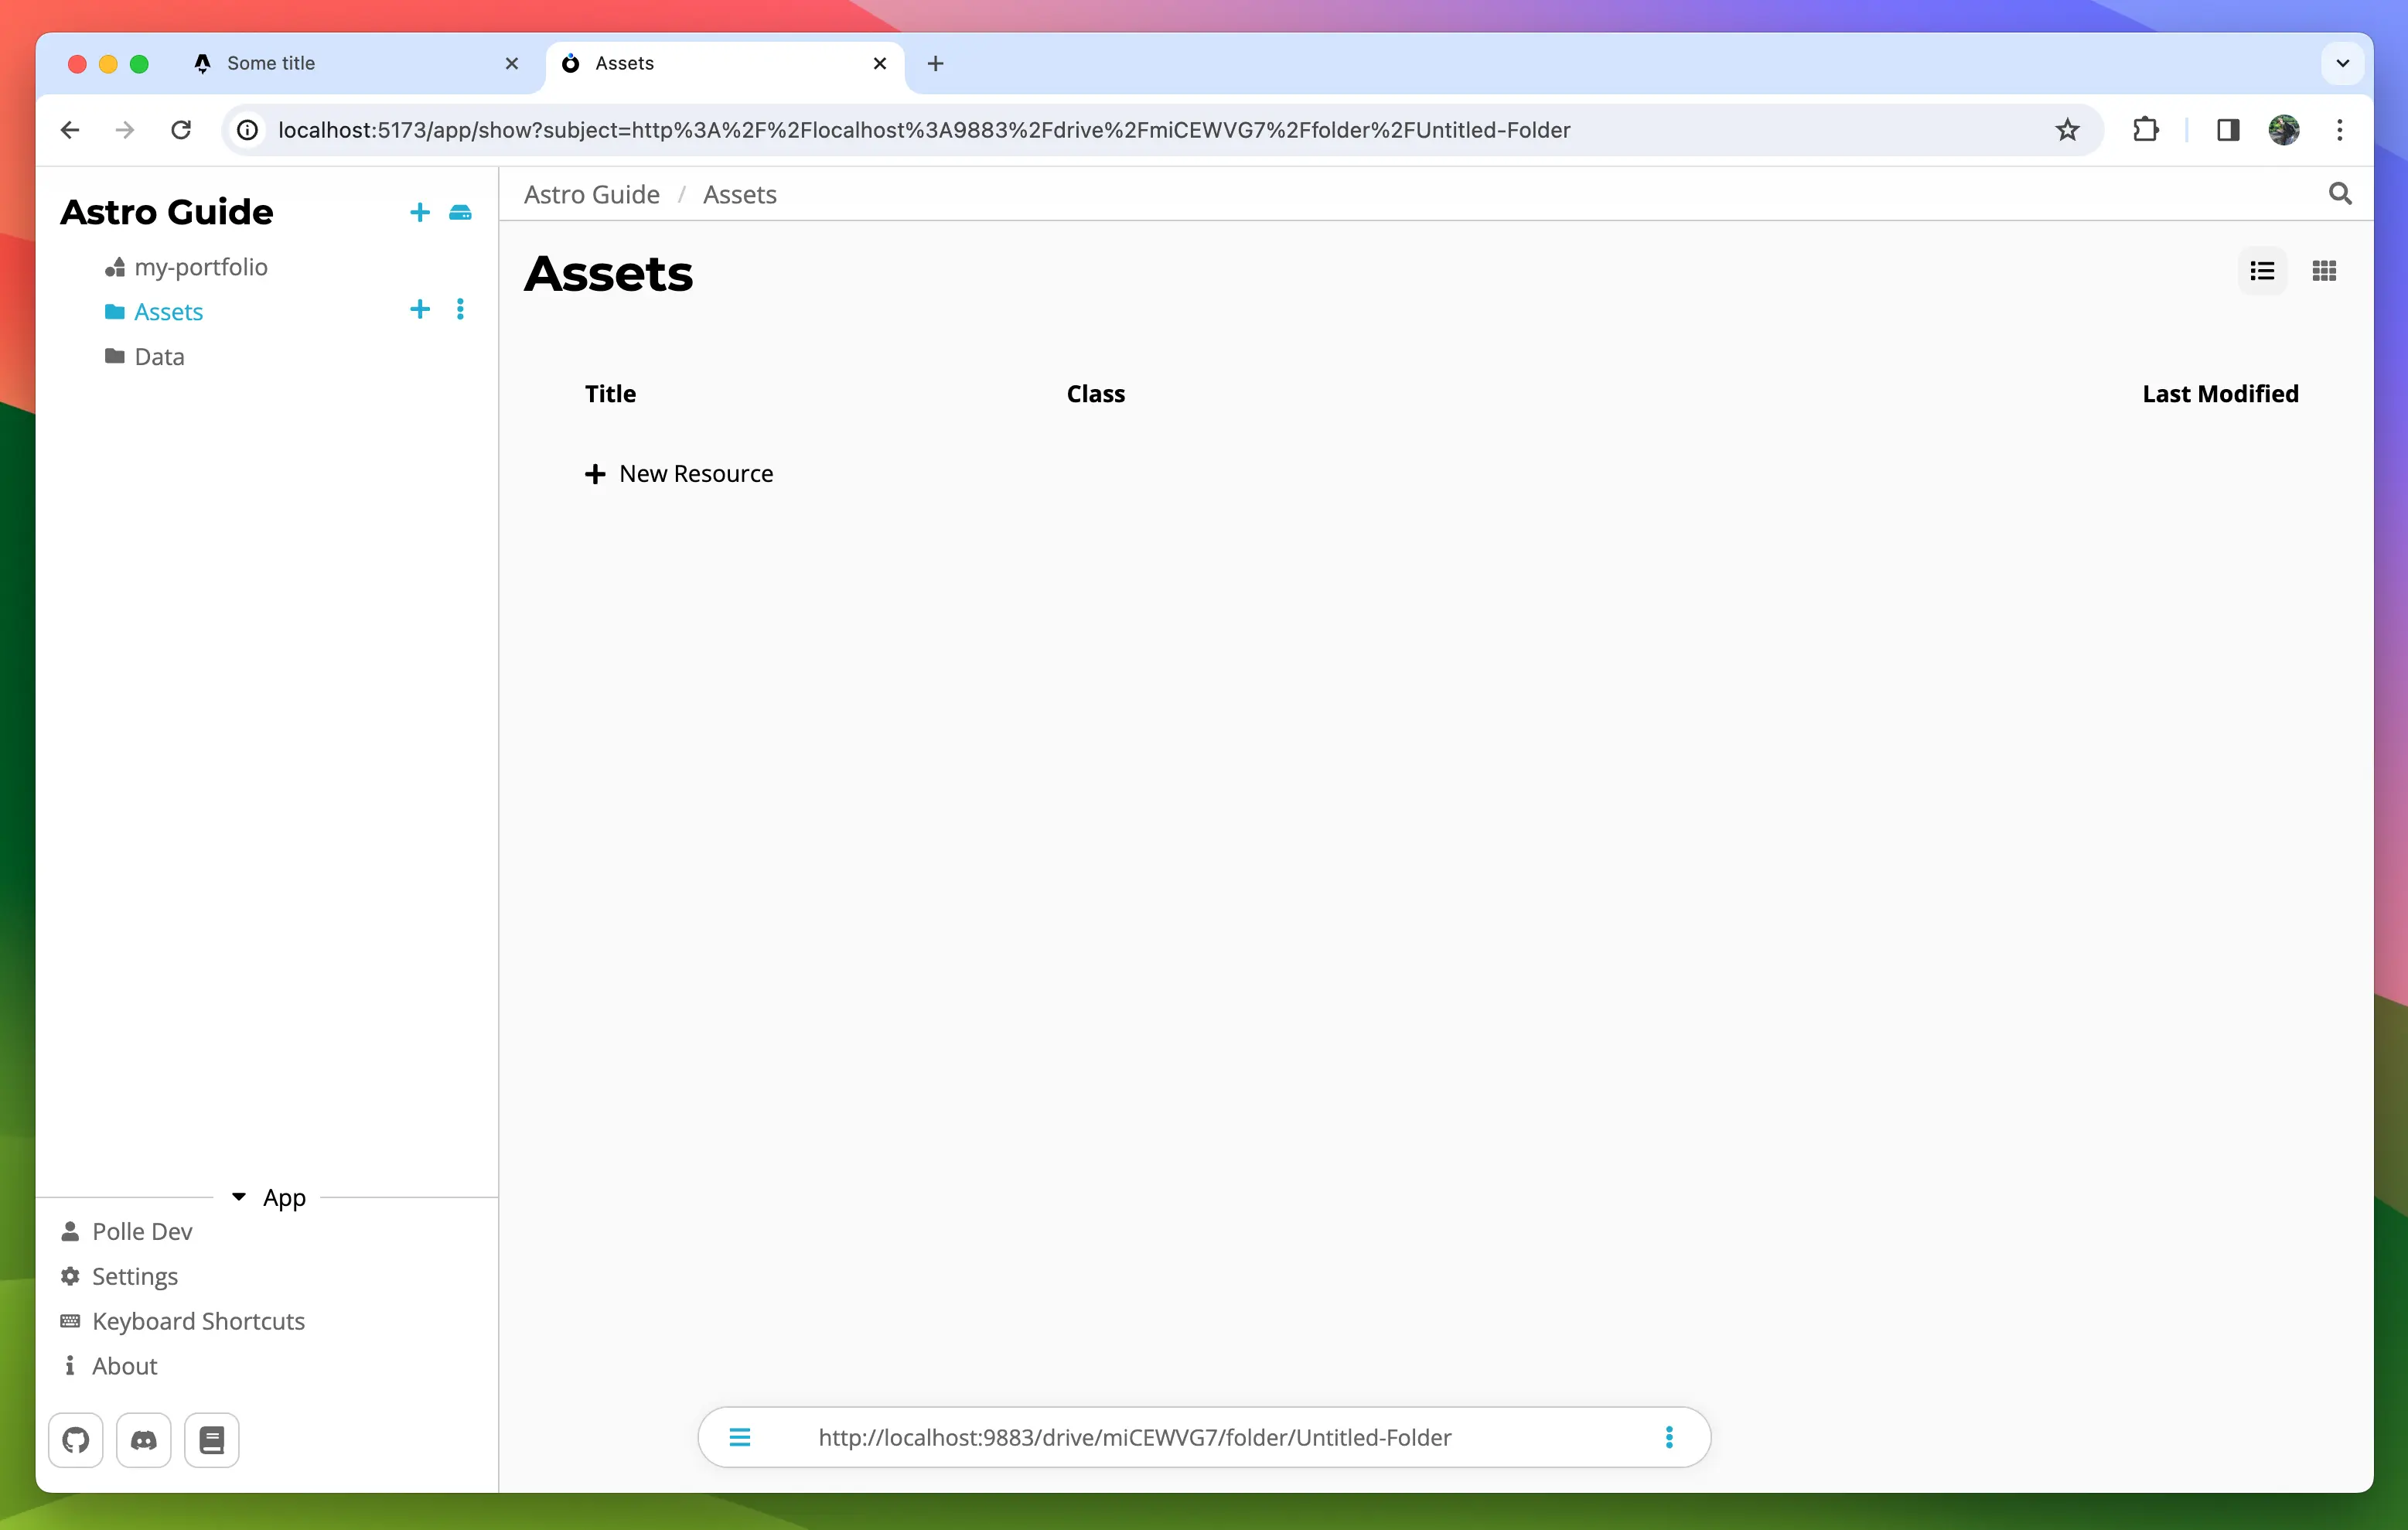 Some title
Assets
localhost:5173/app/show?subject=http%3A%2F%2Flocalhost%3A9883%2Fdrive%2FmiCEWVG7%2Ffolder%2FUntitled-Folder
Astro Guide
my-portfolio
Assets
Data
Astro Guide / Assets
Assets
Title Class Last Modified
New Resource
App
Polle Dev
Settings
Keyboard Shortcuts
About
http://localhost:9883/drive/miCEWVG7/folder/Untitled-Folder